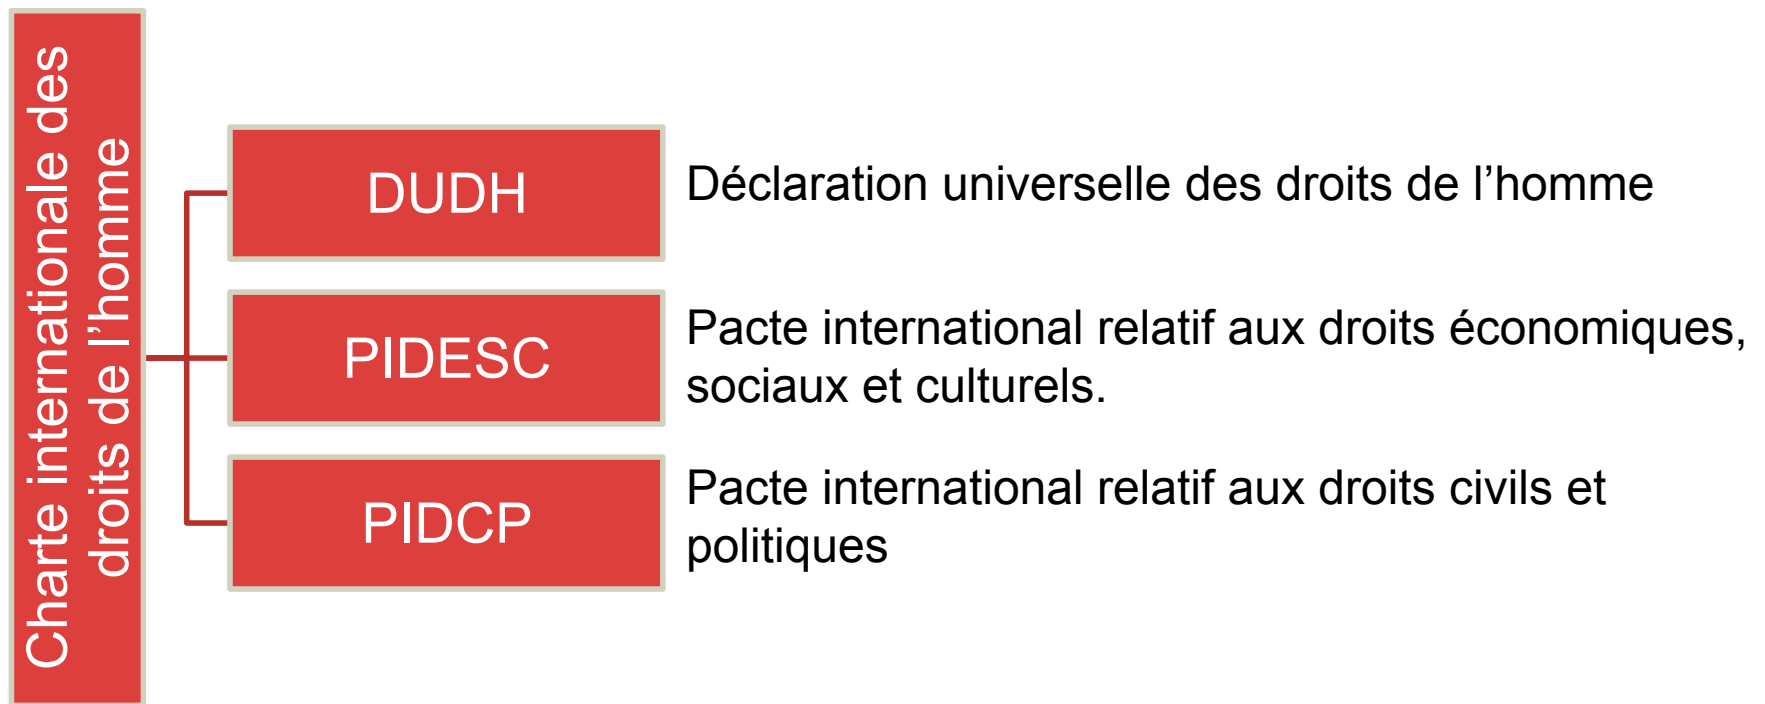 Charte internationale des
droits de l’homme
DUDH
Déclaration universelle des droits de l’homme
PIDESC
Pacte international relatif aux droits économiques,
sociaux et culturels.
PIDCP
Pacte international relatif aux droits civils et
politiques